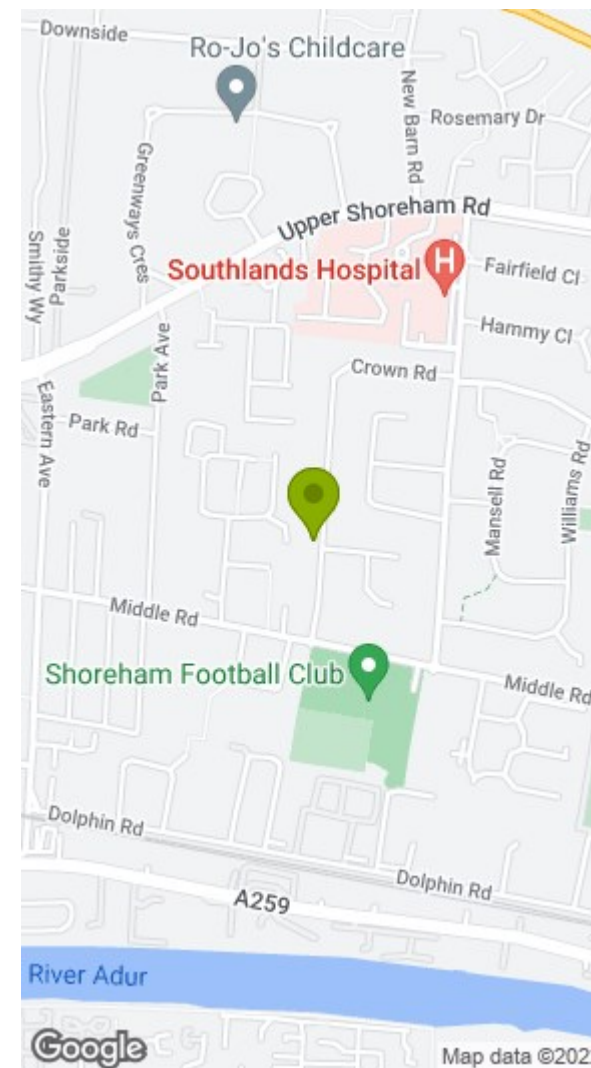 Downside
Ro-Jo's Childcare
New Barn Rd
Rosemary Dr
Greenways Cres
Upper Shoreham Rd
Parkside
Smithy Wy
Southlands Hospital
H
Fairfield Cl
Hammy Cl
Park Ave
Crown Rd
Eastern Ave
Park Rd
Mansell Rd
Williams Rd
Middle Rd
Shoreham Football Club
Middle Rd
Dolphin Rd
Dolphin Rd
A259
River Adur
Google
Map data ©202